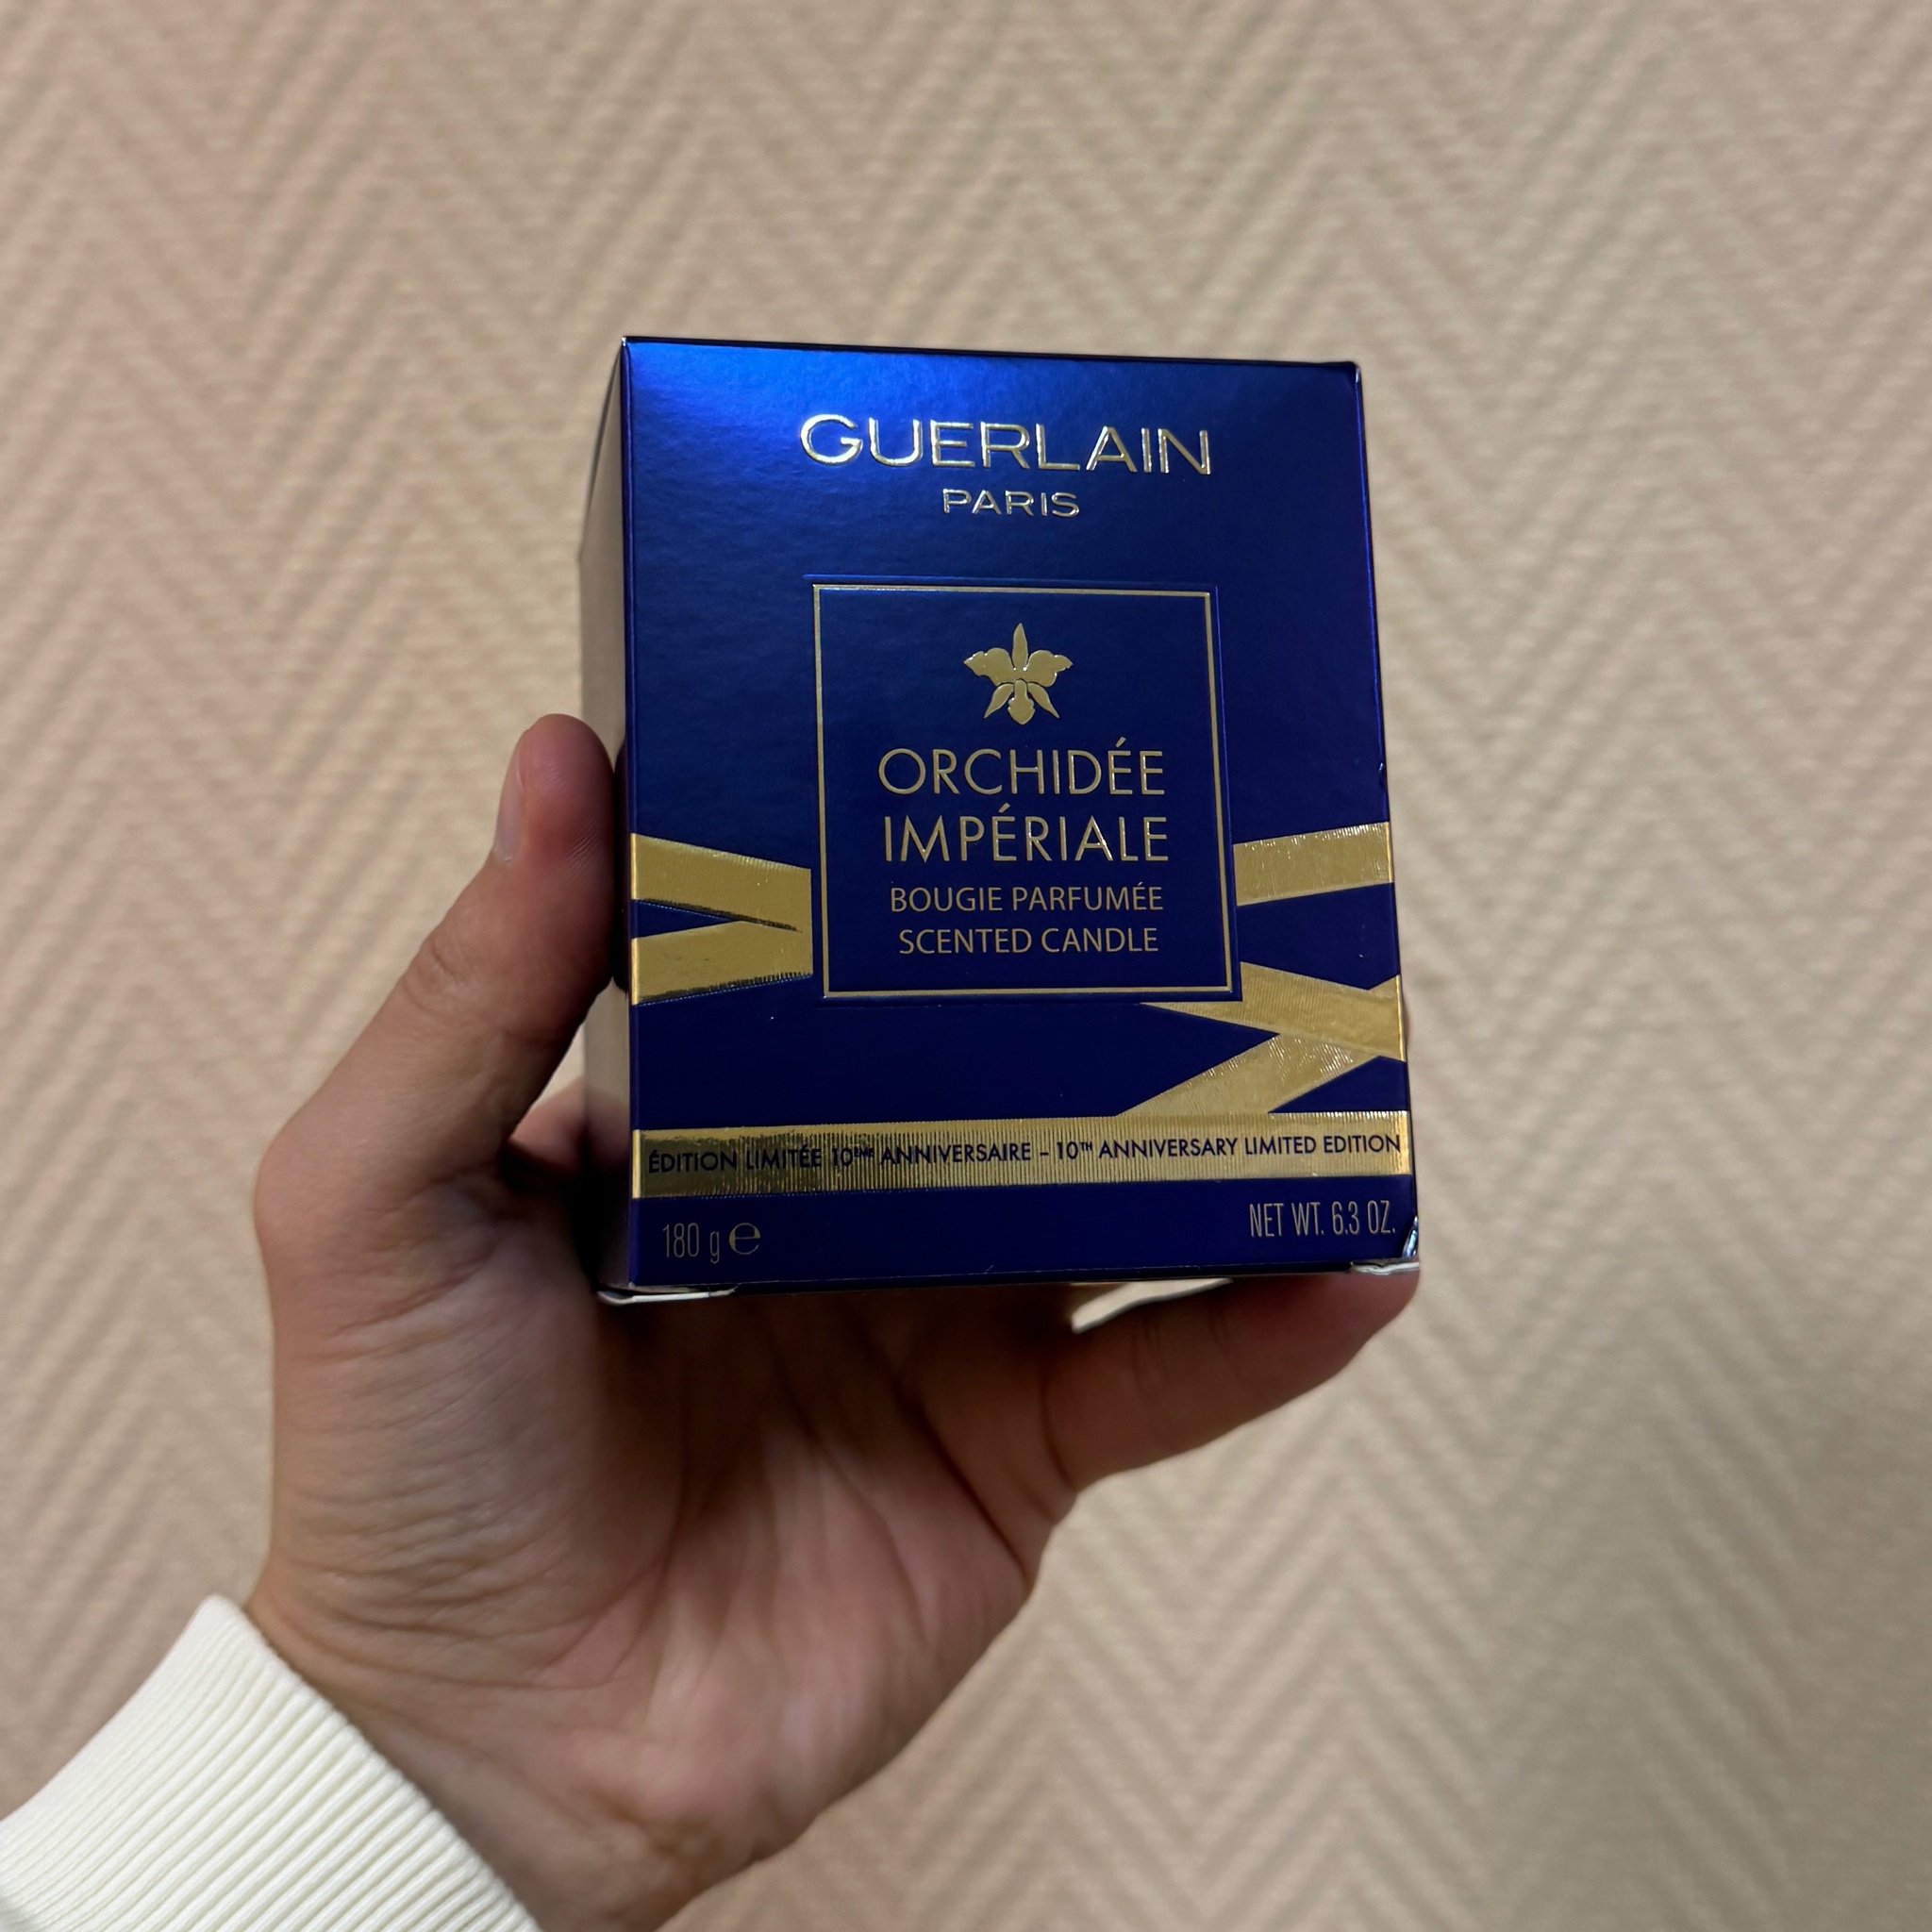 GUERLAIN
PARIS
ORCHIDÉE
IMPÉRIALE
BOUGIE PARFUMÉE
SCENTED CANDLE
ÉDITION LIMITÉE 10ÈME ANNIVERSAIRE – 10TH ANNIVERSARY LIMITED EDITION
180 g ℮
NET WT. 6.3 OZ.